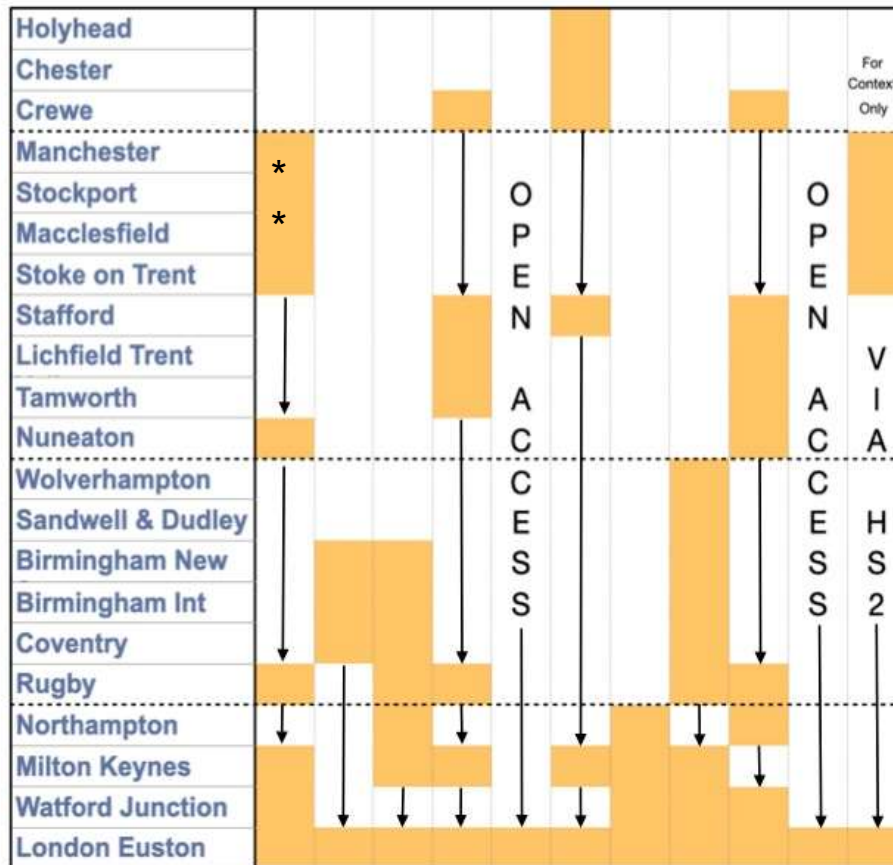 Holyhead
Chester
For
Context
Crewe
Only
Manchester
*
Stockport
*
Macclesfield
Stoke on Trent
Stafford
Lichfield Trent
Tamworth
Nuneaton
Wolverhampton
Sandwell & Dudley
Birmingham New
Birmingham Int
Coventry
Rugby
Northampton
Milton Keynes
Watford Junction
London Euston
OPEN ACCESS
OPEN ACCESS
VIA HS2